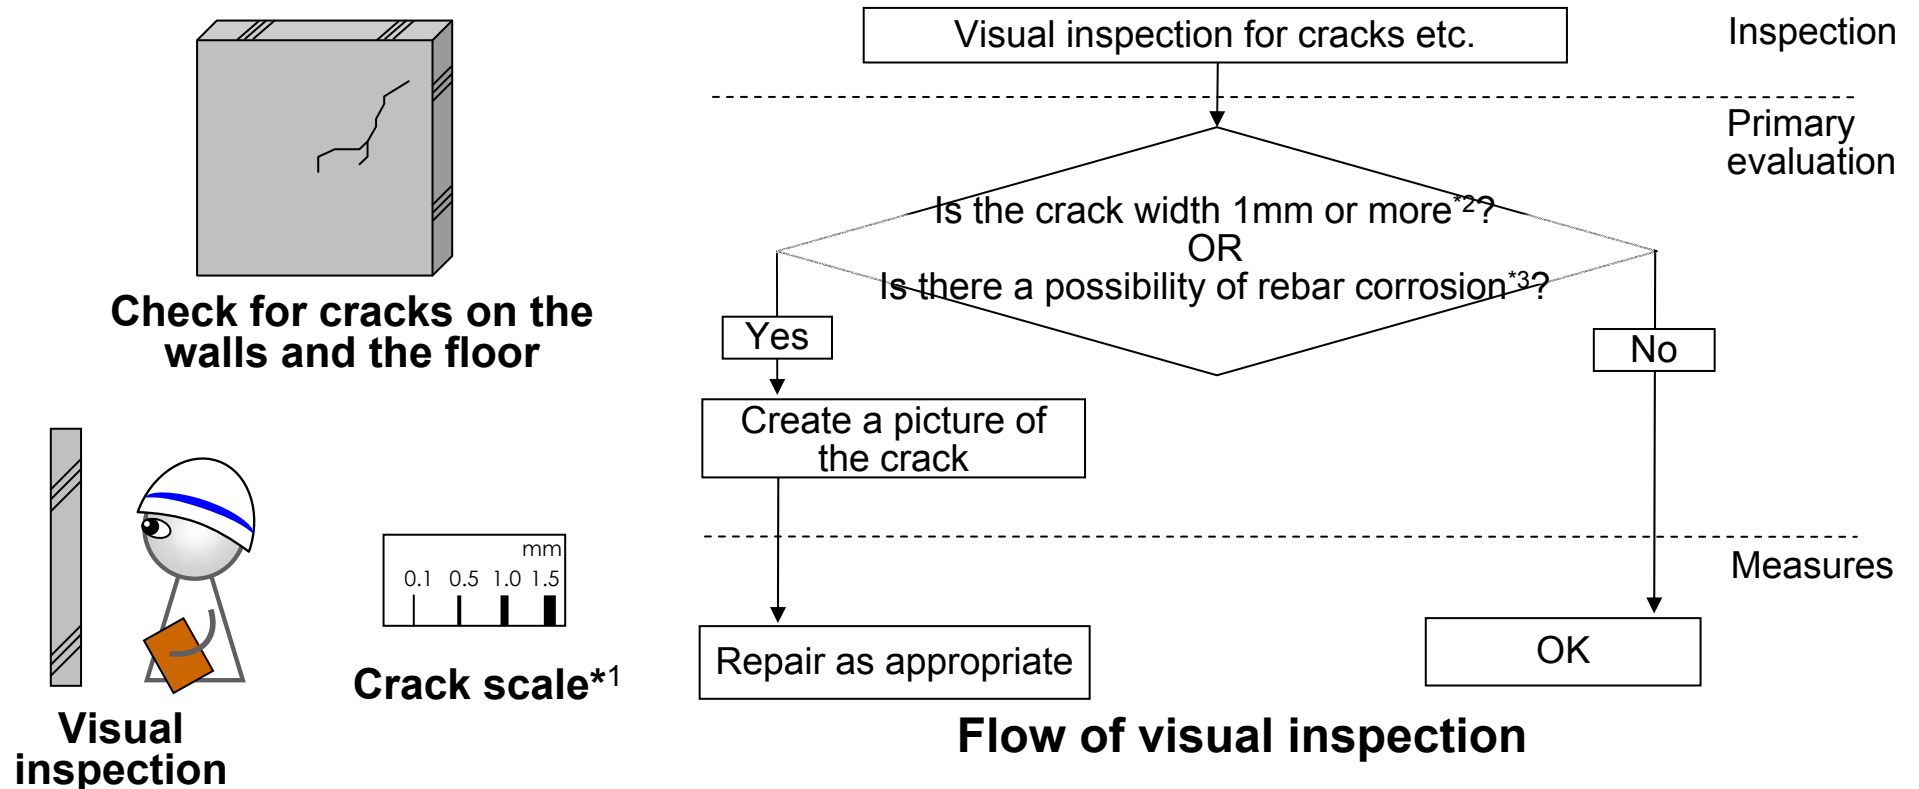 Visual inspection for cracks etc.
Inspection
Primary
evaluation
Is the crack width 1mm or more*2?
OR
Is there a possibility of rebar corrosion*3?
Yes
No
Create a picture of
the crack
Measures
Repair as appropriate
OK
Flow of visual inspection
Check for cracks on the
walls and the floor
mm
0.1 0.5 1.0 1.5
Crack scale*1
Visual
inspection